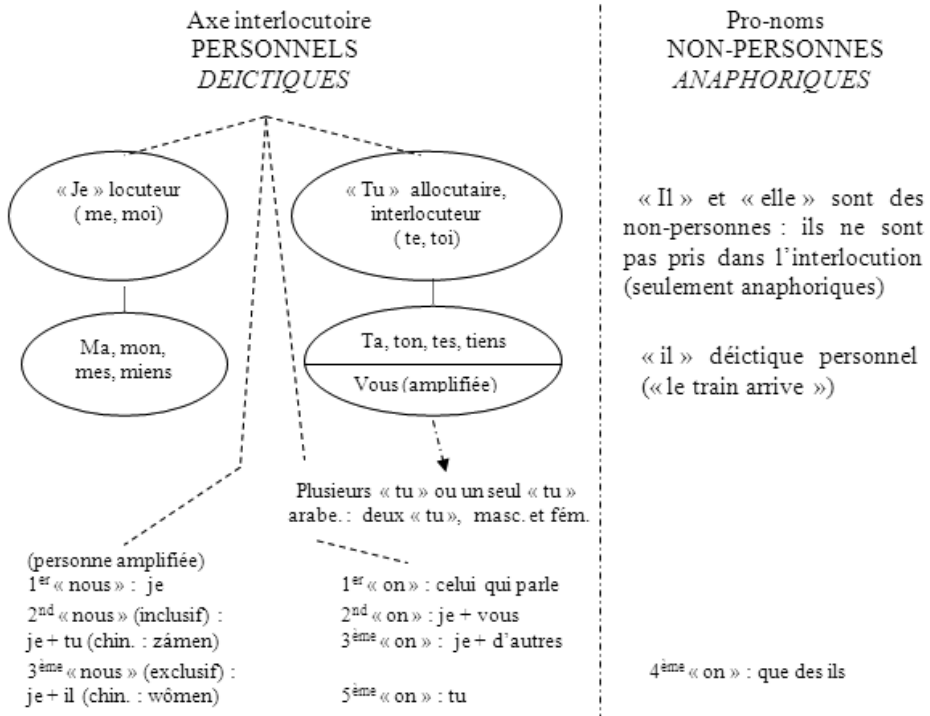 Axe interlocutoire
PERSONNELS
DEICTIQUES
Pro-noms
NON-PERSONNES
ANAPHORIQUES
« Je » locuteur
( me, moi)
« Tu » allocutaire,
interlocuteur
( te, toi)
« Il » et « elle » sont des
non-personnes : ils ne sont
pas pris dans l'interlocution
(seulement anaphoriques)
Ma, mon,
mes, miens
Ta, ton, tes, tiens
Vous (amplifiée)
« il » déictique personnel
(« le train arrive »)
Plusieurs « tu » ou un seul « tu »
arabe. : deux « tu », masc. et fém.
(personne amplifiée)
1er « nous » : je
2nd « nous » (inclusif) :
je + tu (chin. : zámen)
3ème « nous » (exclusif) :
je + il (chin. : wômen)
1er « on » : celui qui parle
2nd « on » : je + vous
3ème « on » : je + d'autres
5ème « on » : tu
4ème « on » : que des ils